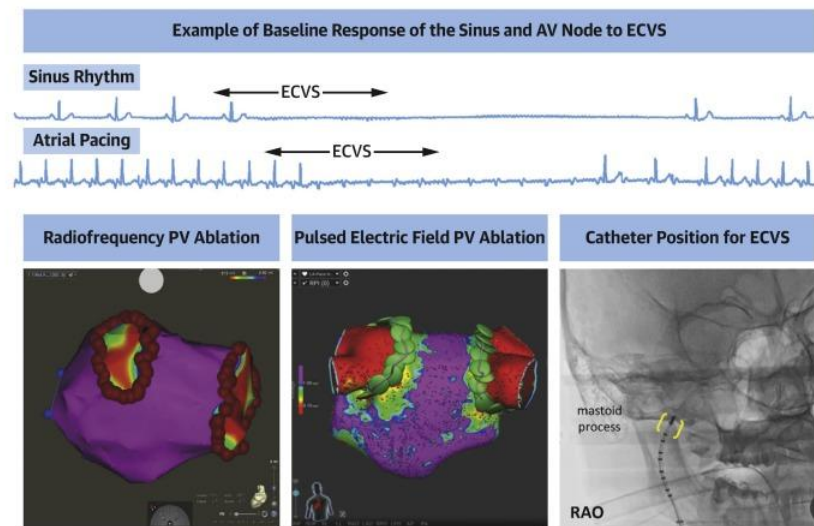 Example of Baseline Response of the Sinus and AV Node to ECVS
Sinus Rhythm
ECVS
Atrial Pacing
ECVS
Radiofrequency PV Ablation
Pulsed Electric Field PV Ablation
Catheter Position for ECVS
mastoid
process
RAO